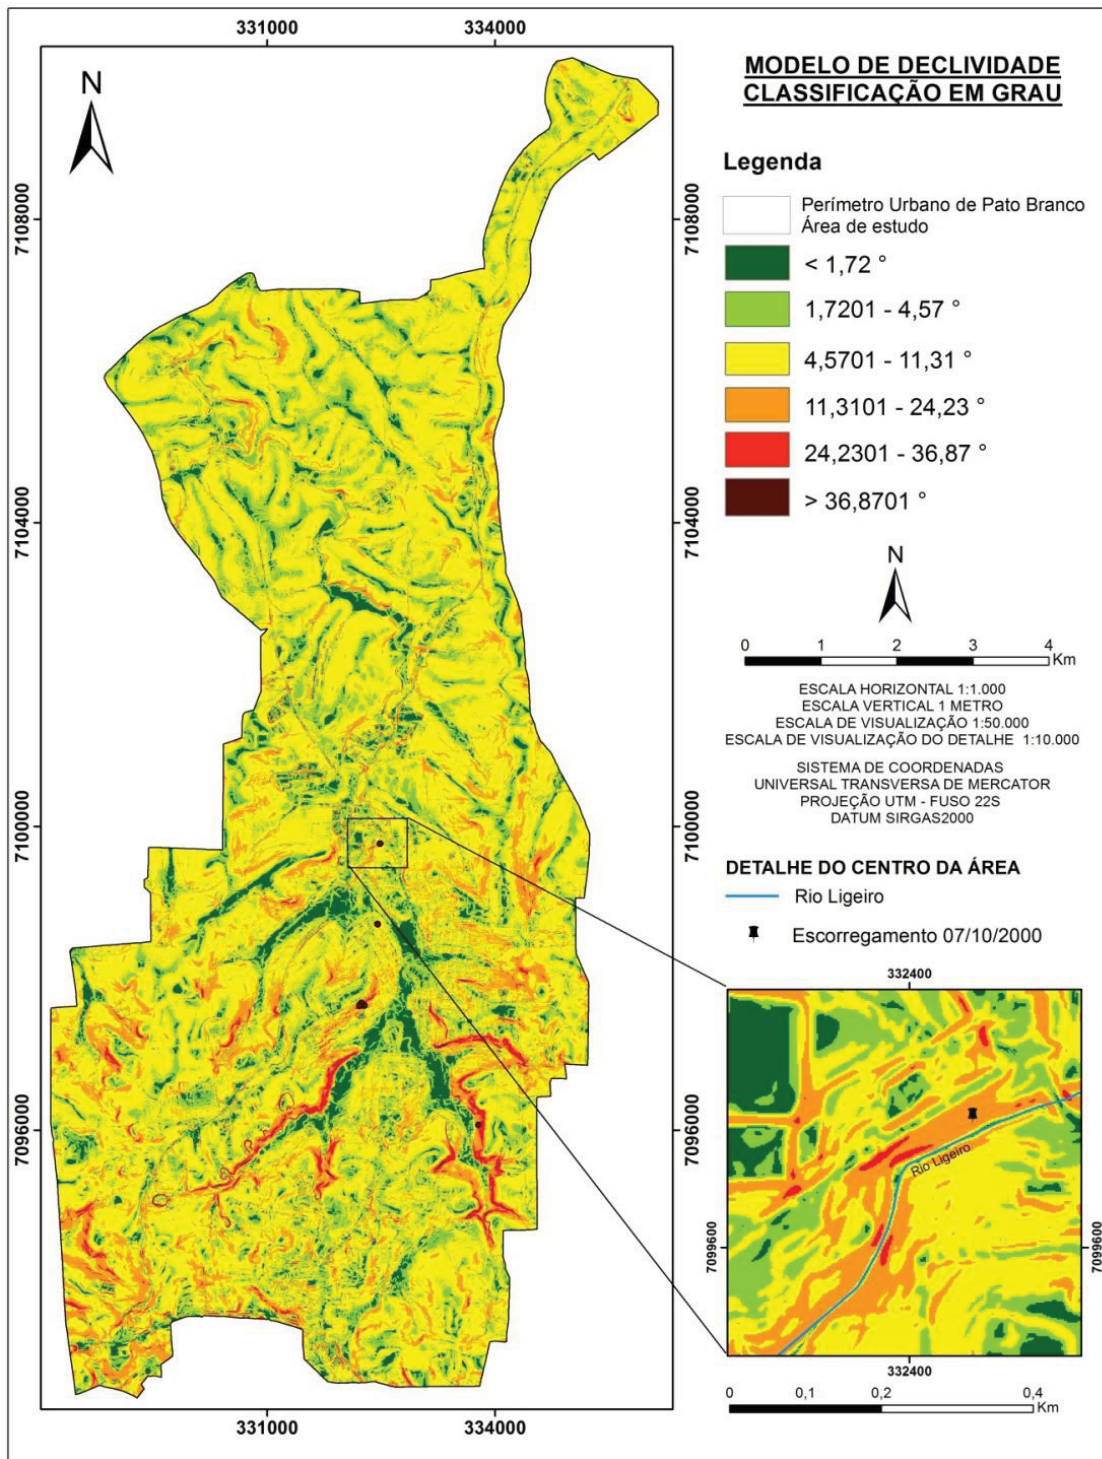 331000
334000
N
7108000
7108000
7104000
7104000
7100000
7100000
7096000
7096000
331000
334000
MODELO DE DECLIVIDADE
CLASSIFICAÇÃO EM GRAU
Legenda
Perímetro Urbano de Pato Branco
Área de estudo
< 1,72 °
1,7201 - 4,57 °
4,5701 - 11,31 °
11,3101 - 24,23 °
24,2301 - 36,87 °
> 36,8701 °
N
0 1 2 3 4
Km
ESCALA HORIZONTAL 1:1.000
ESCALA VERTICAL 1 METRO
ESCALA DE VISUALIZAÇÃO 1:50.000
ESCALA DE VISUALIZAÇÃO DO DETALHE 1:10.000
SISTEMA DE COORDENADAS
UNIVERSAL TRANSVERSA DE MERCATOR
PROJEÇÃO UTM - FUSO 22S
DATUM SIRGAS2000
DETALHE DO CENTRO DA ÁREA
Rio Ligeiro
Escorregamento 07/10/2000
332400
Rio Ligeiro
7099600
7099600
332400
0 0,1 0,2 0,4
Km